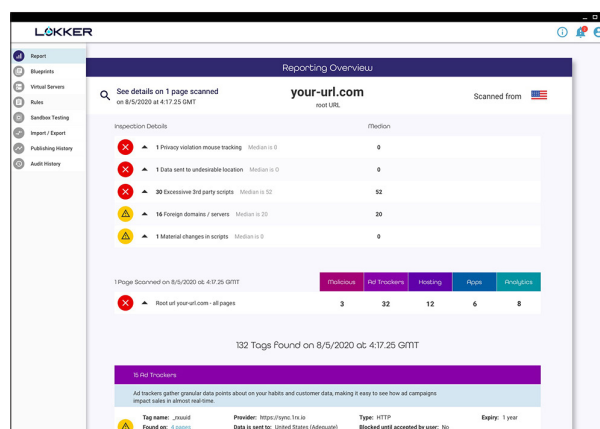 LOKKER
Report
Blueprints
Virtual Servers
Rules
Sandbox Testing
Import / Export
Publishing History
Audit History
Reporting Overview
See details on 1 page scanned
on 8/5/2020 at 4:17.25 GMT
your-url.com
root URL
Scanned from
Inspection Details Median
1 Privacy violation mouse tracking Median is 0 0
1 Data sent to undesirable location Median is 0 0
30 Excessivve 3rd party scripts Median is 52 52
16 Foreign domains / servers Median is 20 20
1 Material changes in scripts Median is 0 0
1 Page Scanned on 8/5/2020 at 4:17.25 GMT Malicious Ad Trackers Hosting Apps Analytics
Root url your-url.com - all pages 3 32 12 6 8
132 Tags found on 8/5/2020 at 4:17.25 GMT
15 Ad Trackers
Ad trackers gather granular data points about on your habits and customer data, making it easy to see how ad campaigns
impact sales in almost real-time.
Tag name: _muuid Provider: https://sync.1rx.io Type: HTTP Expiry: 1 year
Found on: 4 pages Data is sent to: United States (Adequate) Blocked until accepted by user: No